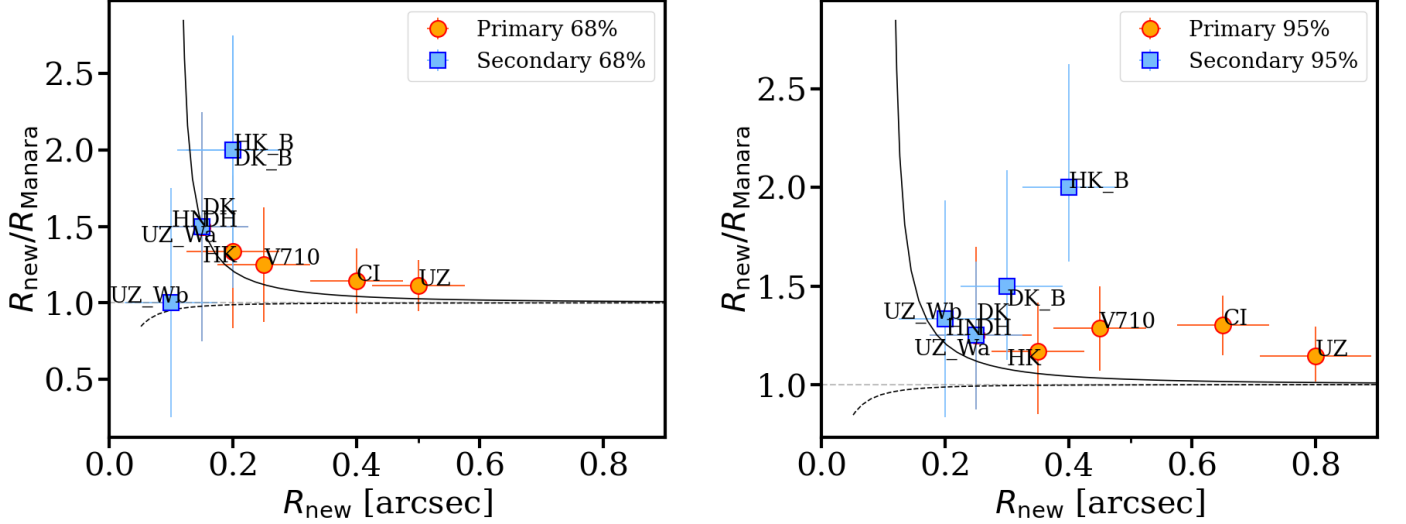 Primary 68%
Secondary 68%
2.5
2.0
1.5
1.0
0.5
R_new/R_Manara
HK_B
DK_B
DK
HN DH
UZ_Wa
HK
V710
CI
UZ
UZ_Wb
0.0 0.2 0.4 0.6 0.8
R_new [arcsec]
Primary 95%
Secondary 95%
2.5
2.0
1.5
1.0
R_new/R_Manara
HK_B
DK_B
UZ_Wb
DK
HN DH
UZ_Wa
HK
V710
CI
UZ
0.0 0.2 0.4 0.6 0.8
R_new [arcsec]